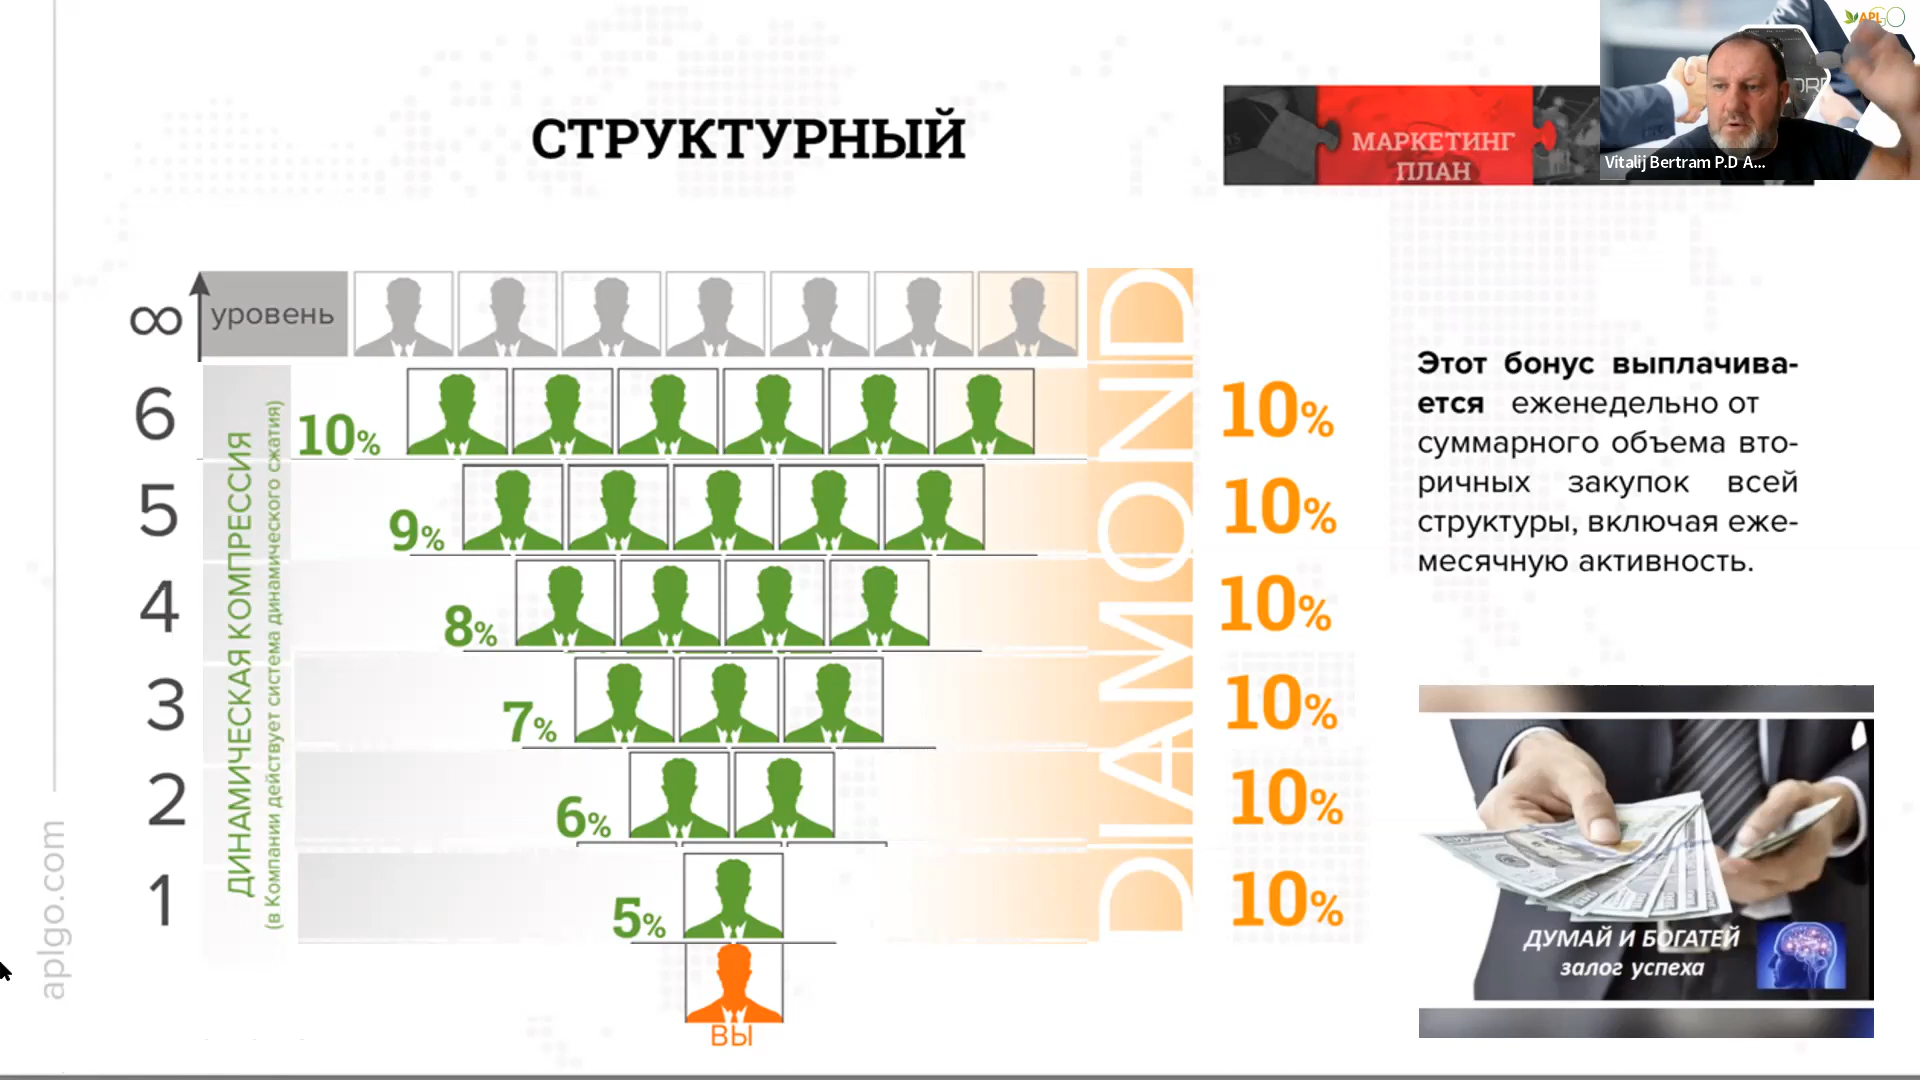 APLGO
СТРУКТУРНЫЙ
МАРКЕТИНГ
ПЛАН
Vitalij Bertram P.D A...
∞
уровень
6
10%
10%
5
9%
10%
4
8%
10%
3
7%
10%
2
6%
10%
1
5%
10%
ВЫ
ДИНАМИЧЕСКАЯ КОМПРЕССИЯ
(в Компании действует система динамического сжатия)
DIAMOND
Этот бонус выплачива-
ется еженедельно от
суммарного объема вто-
ричных закупок всей
структуры, включая еже-
месячную активность.
ДУМАЙ И БОГАТЕЙ
залог успеха
aplgo.com